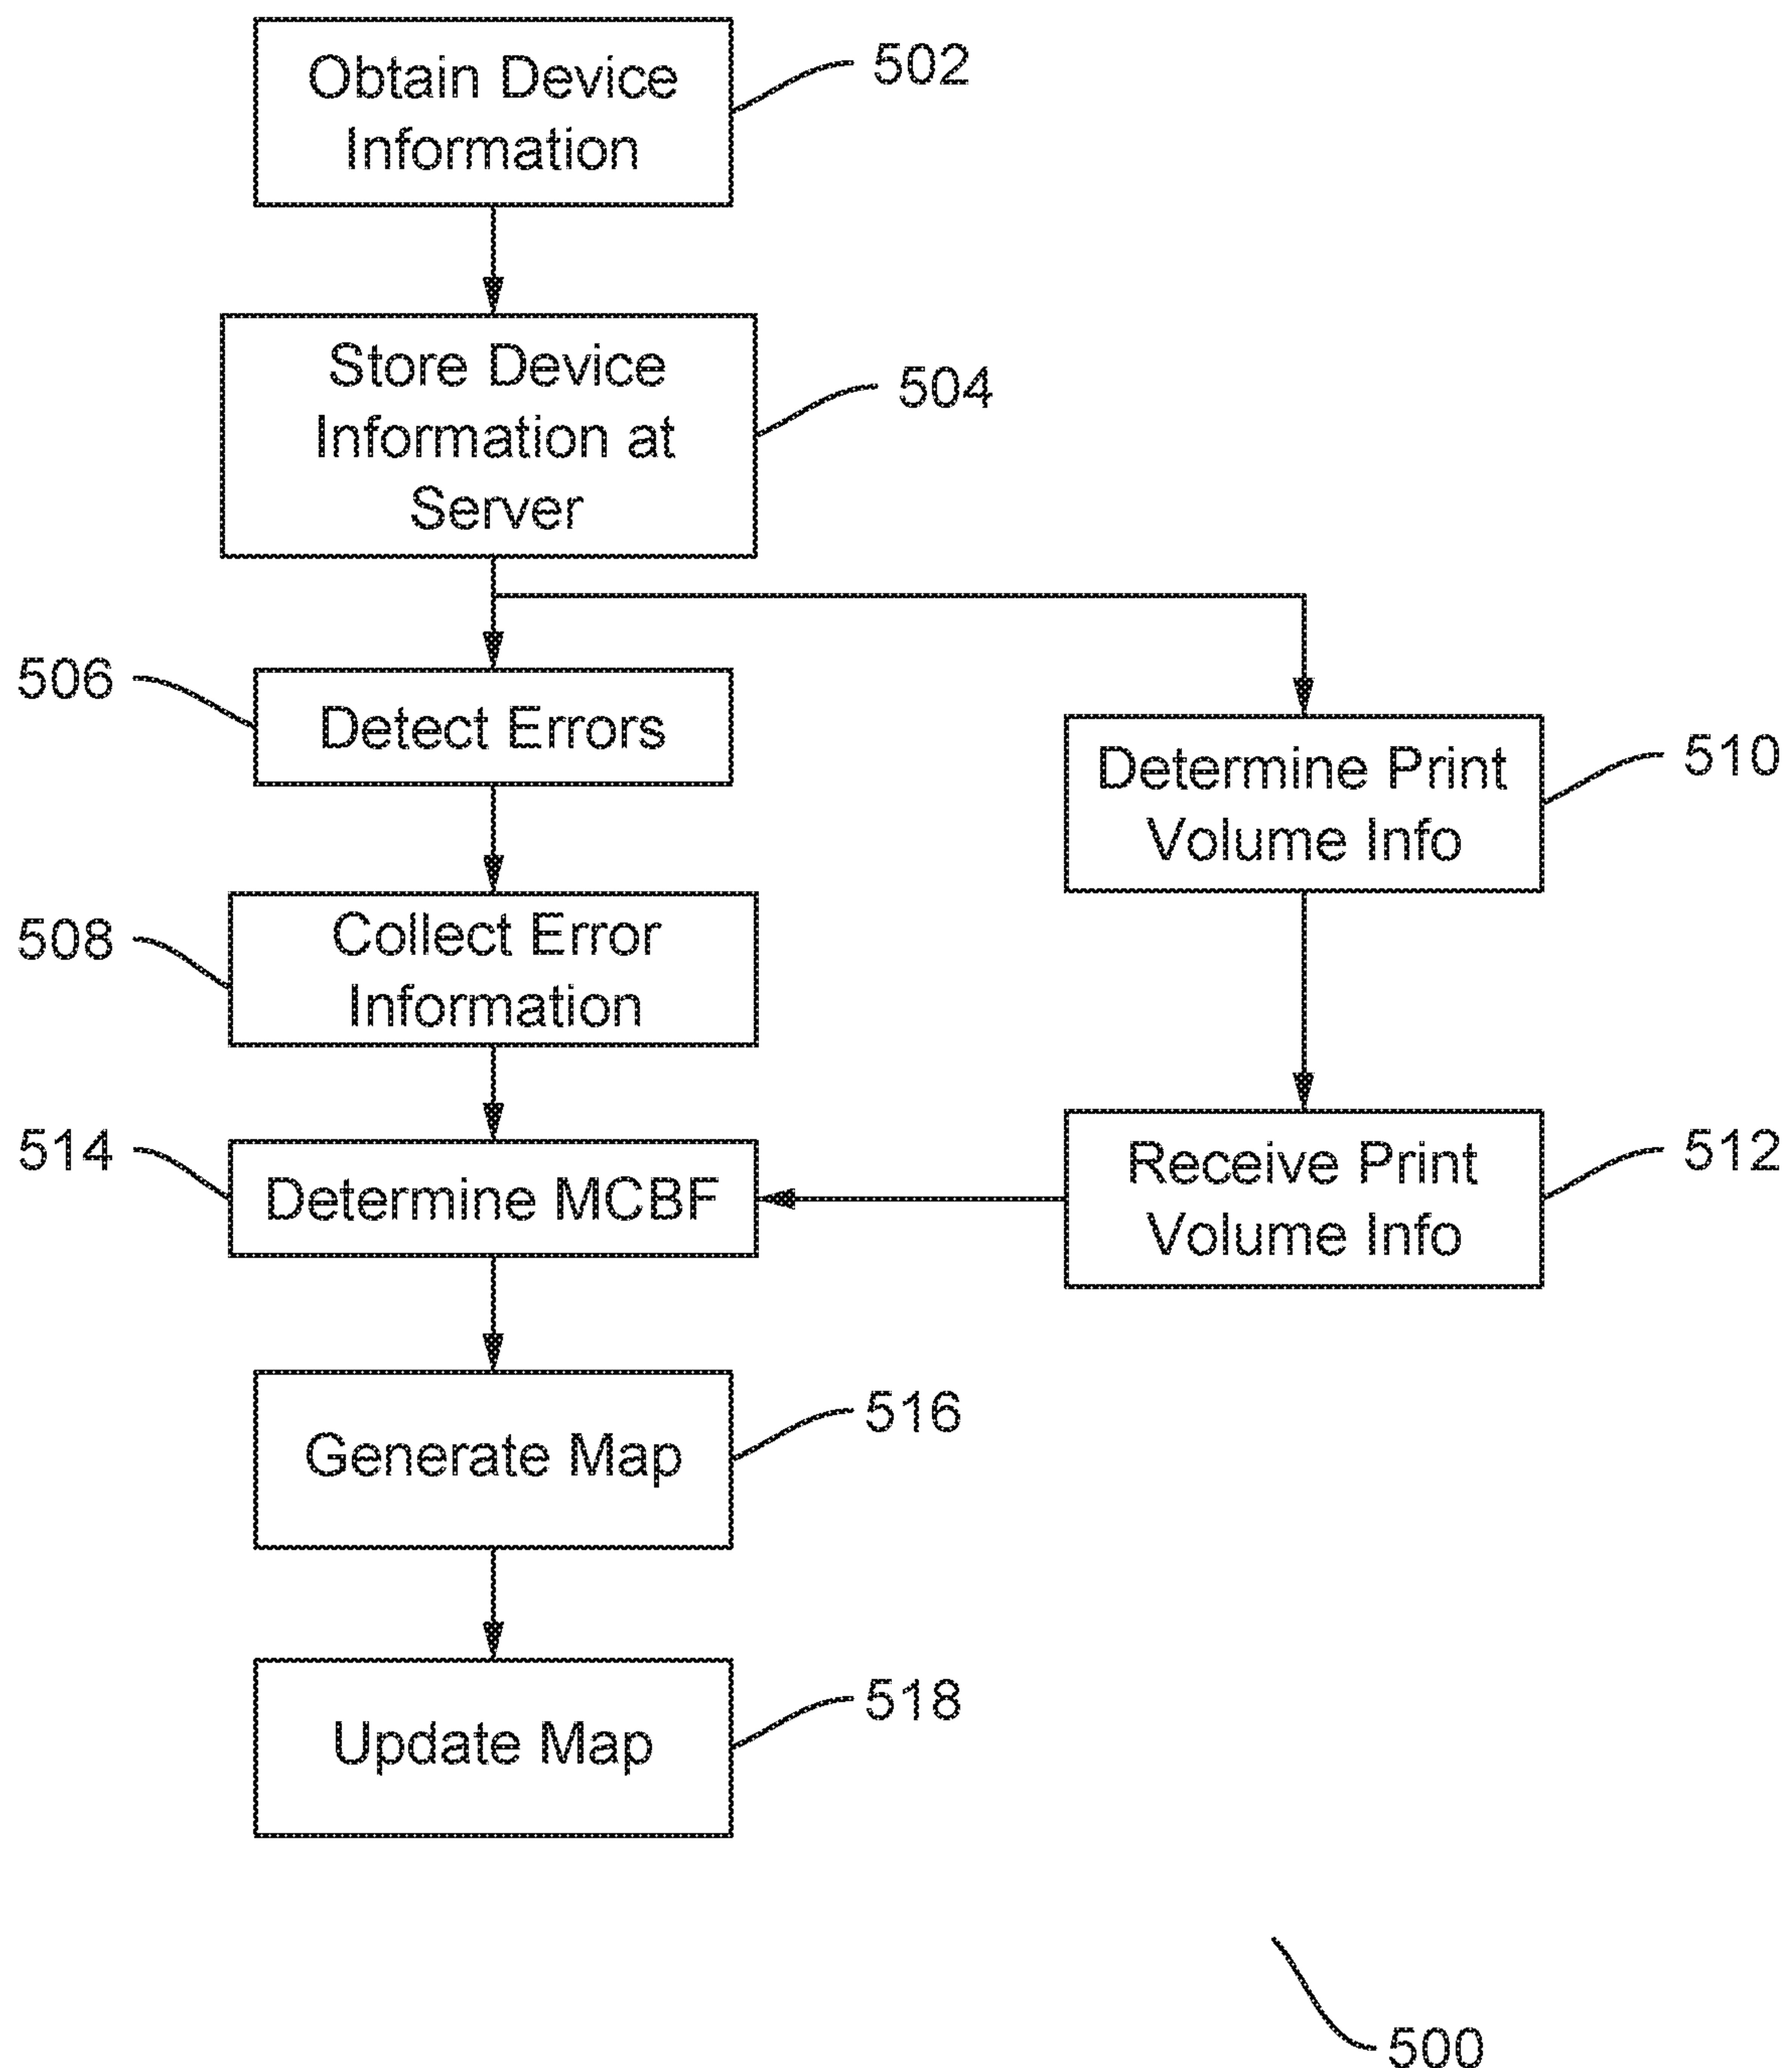 Obtain Device
Information
502
Store Device
Information at
Server
504
506
Detect Errors
Determine Print
Volume Info
510
508
Collect Error
Information
514
Determine MCBF
Receive Print
Volume Info
512
Generate Map
516
Update Map
518
500